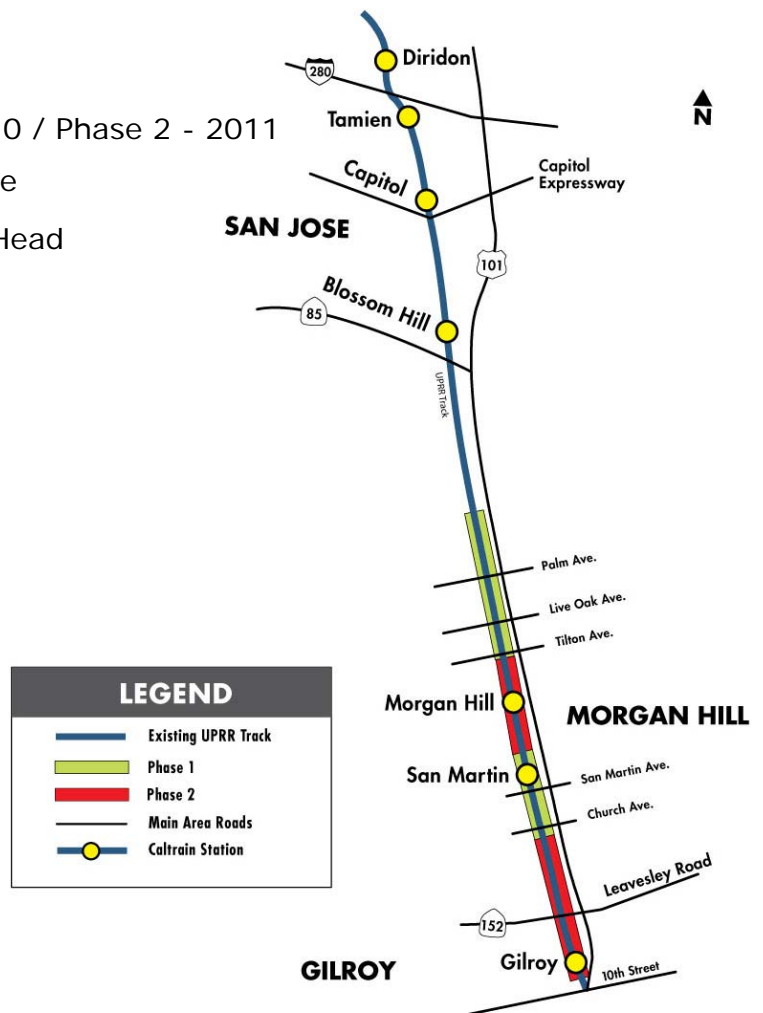 Diridon
280
0 / Phase 2 - 2011
N
Tamien
e
Capitol
Capitol
Expressway
Head
SAN JOSE
101
Blossom Hill
85
UPRR Track
Palm Ave.
Live Oak Ave.
Tilton Ave.
LEGEND
Existing UPRR Track
Phase 1
Phase 2
Main Area Roads
Caltrain Station
Morgan Hill
MORGAN HILL
San Martin
San Martin Ave.
Church Ave.
Leavesley Road
152
Gilroy
GILROY
10th Street